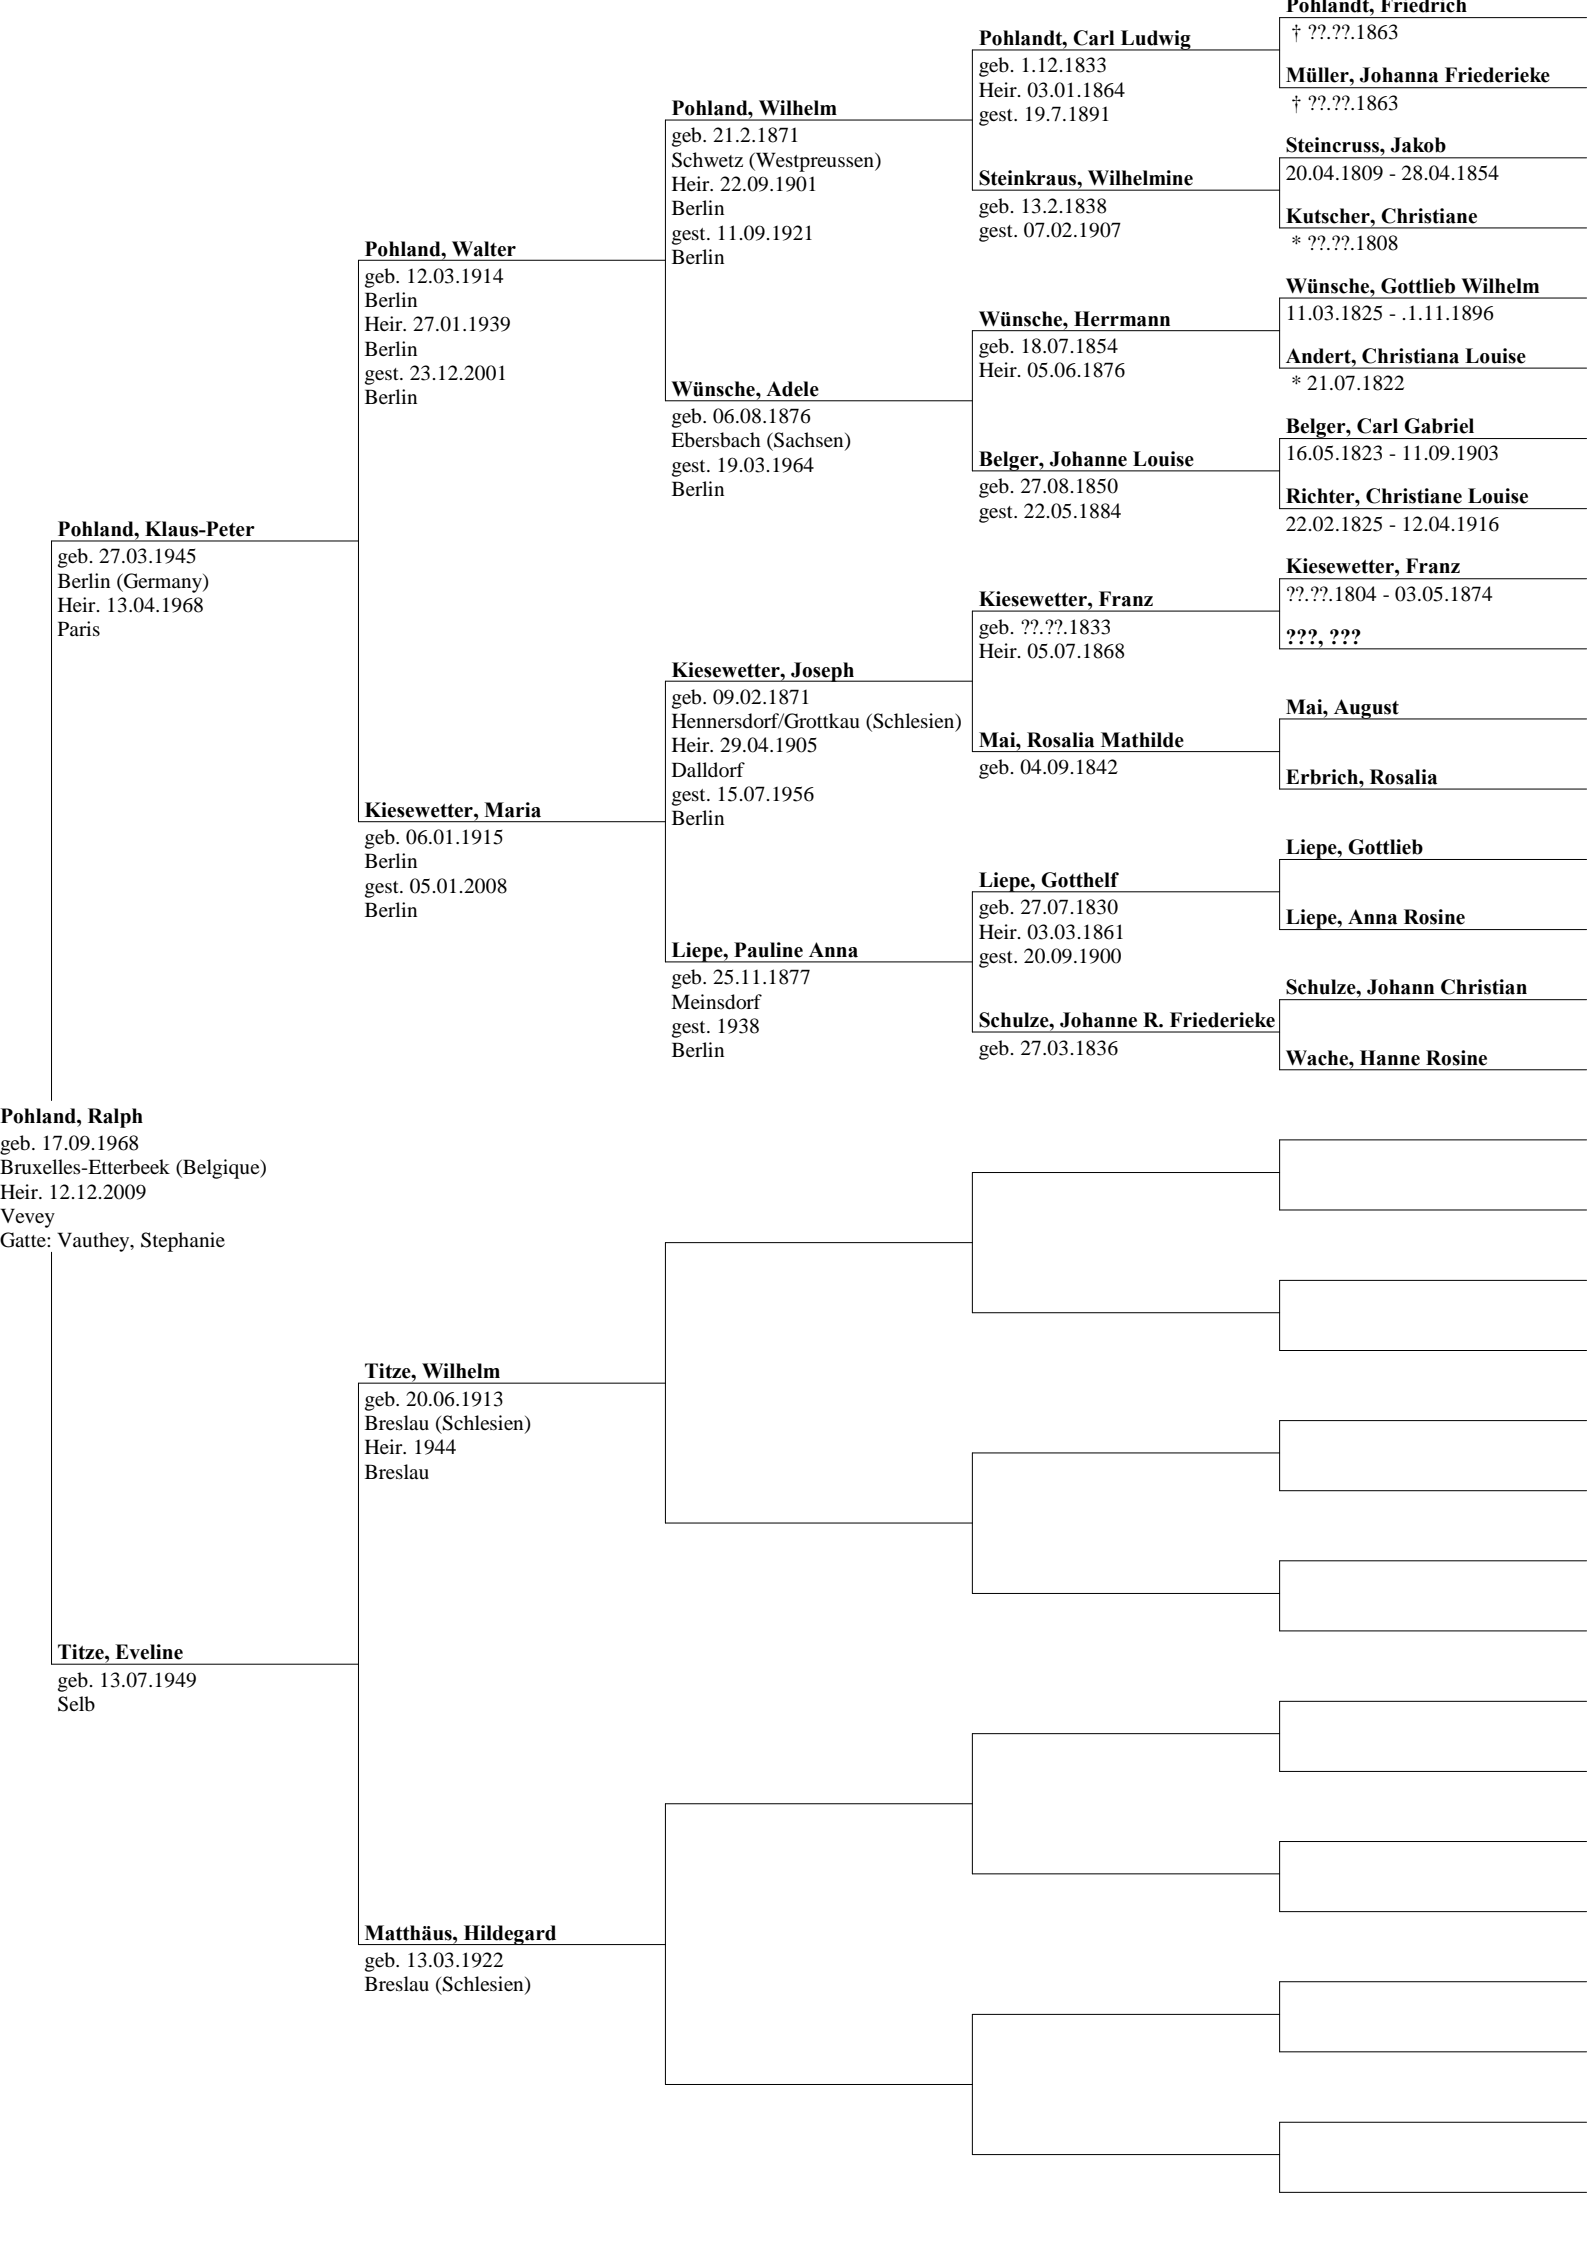 Pohlandt, Friedrich
† ??.??.1863
Pohlandt, Carl Ludwig
geb. 1.12.1833
Heir. 03.01.1864
gest. 19.7.1891
Müller, Johanna Friederieke
† ??.??.1863
Pohland, Wilhelm
geb. 21.2.1871
Schwetz (Westpreussen)
Heir. 22.09.1901
Berlin
gest. 11.09.1921
Berlin
Steincruss, Jakob
20.04.1809 - 28.04.1854
Steinkraus, Wilhelmine
geb. 13.2.1838
gest. 07.02.1907
Kutscher, Christiane
* ??.??.1808
Pohland, Walter
geb. 12.03.1914
Berlin
Heir. 27.01.1939
Berlin
gest. 23.12.2001
Berlin
Wünsche, Gottlieb Wilhelm
11.03.1825 - .1.11.1896
Wünsche, Herrmann
geb. 18.07.1854
Heir. 05.06.1876
Andert, Christiana Louise
* 21.07.1822
Wünsche, Adele
geb. 06.08.1876
Ebersbach (Sachsen)
gest. 19.03.1964
Berlin
Belger, Carl Gabriel
16.05.1823 - 11.09.1903
Belger, Johanne Louise
geb. 27.08.1850
gest. 22.05.1884
Richter, Christiane Louise
22.02.1825 - 12.04.1916
Pohland, Klaus-Peter
geb. 27.03.1945
Berlin (Germany)
Heir. 13.04.1968
Paris
Kiesewetter, Franz
??.??.1804 - 03.05.1874
Kiesewetter, Franz
geb. ??.??.1833
Heir. 05.07.1868
???, ???
Kiesewetter, Joseph
geb. 09.02.1871
Hennersdorf/Grottkau (Schlesien)
Heir. 29.04.1905
Dalldorf
gest. 15.07.1956
Berlin
Mai, August
Mai, Rosalia Mathilde
geb. 04.09.1842
Erbrich, Rosalia
Kiesewetter, Maria
geb. 06.01.1915
Berlin
gest. 05.01.2008
Berlin
Liepe, Gottlieb
Liepe, Gotthelf
geb. 27.07.1830
Heir. 03.03.1861
gest. 20.09.1900
Liepe, Anna Rosine
Liepe, Pauline Anna
geb. 25.11.1877
Meinsdorf
gest. 1938
Berlin
Schulze, Johann Christian
Schulze, Johanne R. Friederieke
geb. 27.03.1836
Wache, Hanne Rosine
Pohland, Ralph
geb. 17.09.1968
Bruxelles-Etterbeek (Belgique)
Heir. 12.12.2009
Vevey
Gatte: Vauthey, Stephanie
Titze, Wilhelm
geb. 20.06.1913
Breslau (Schlesien)
Heir. 1944
Breslau
Titze, Eveline
geb. 13.07.1949
Selb
Matthäus, Hildegard
geb. 13.03.1922
Breslau (Schlesien)